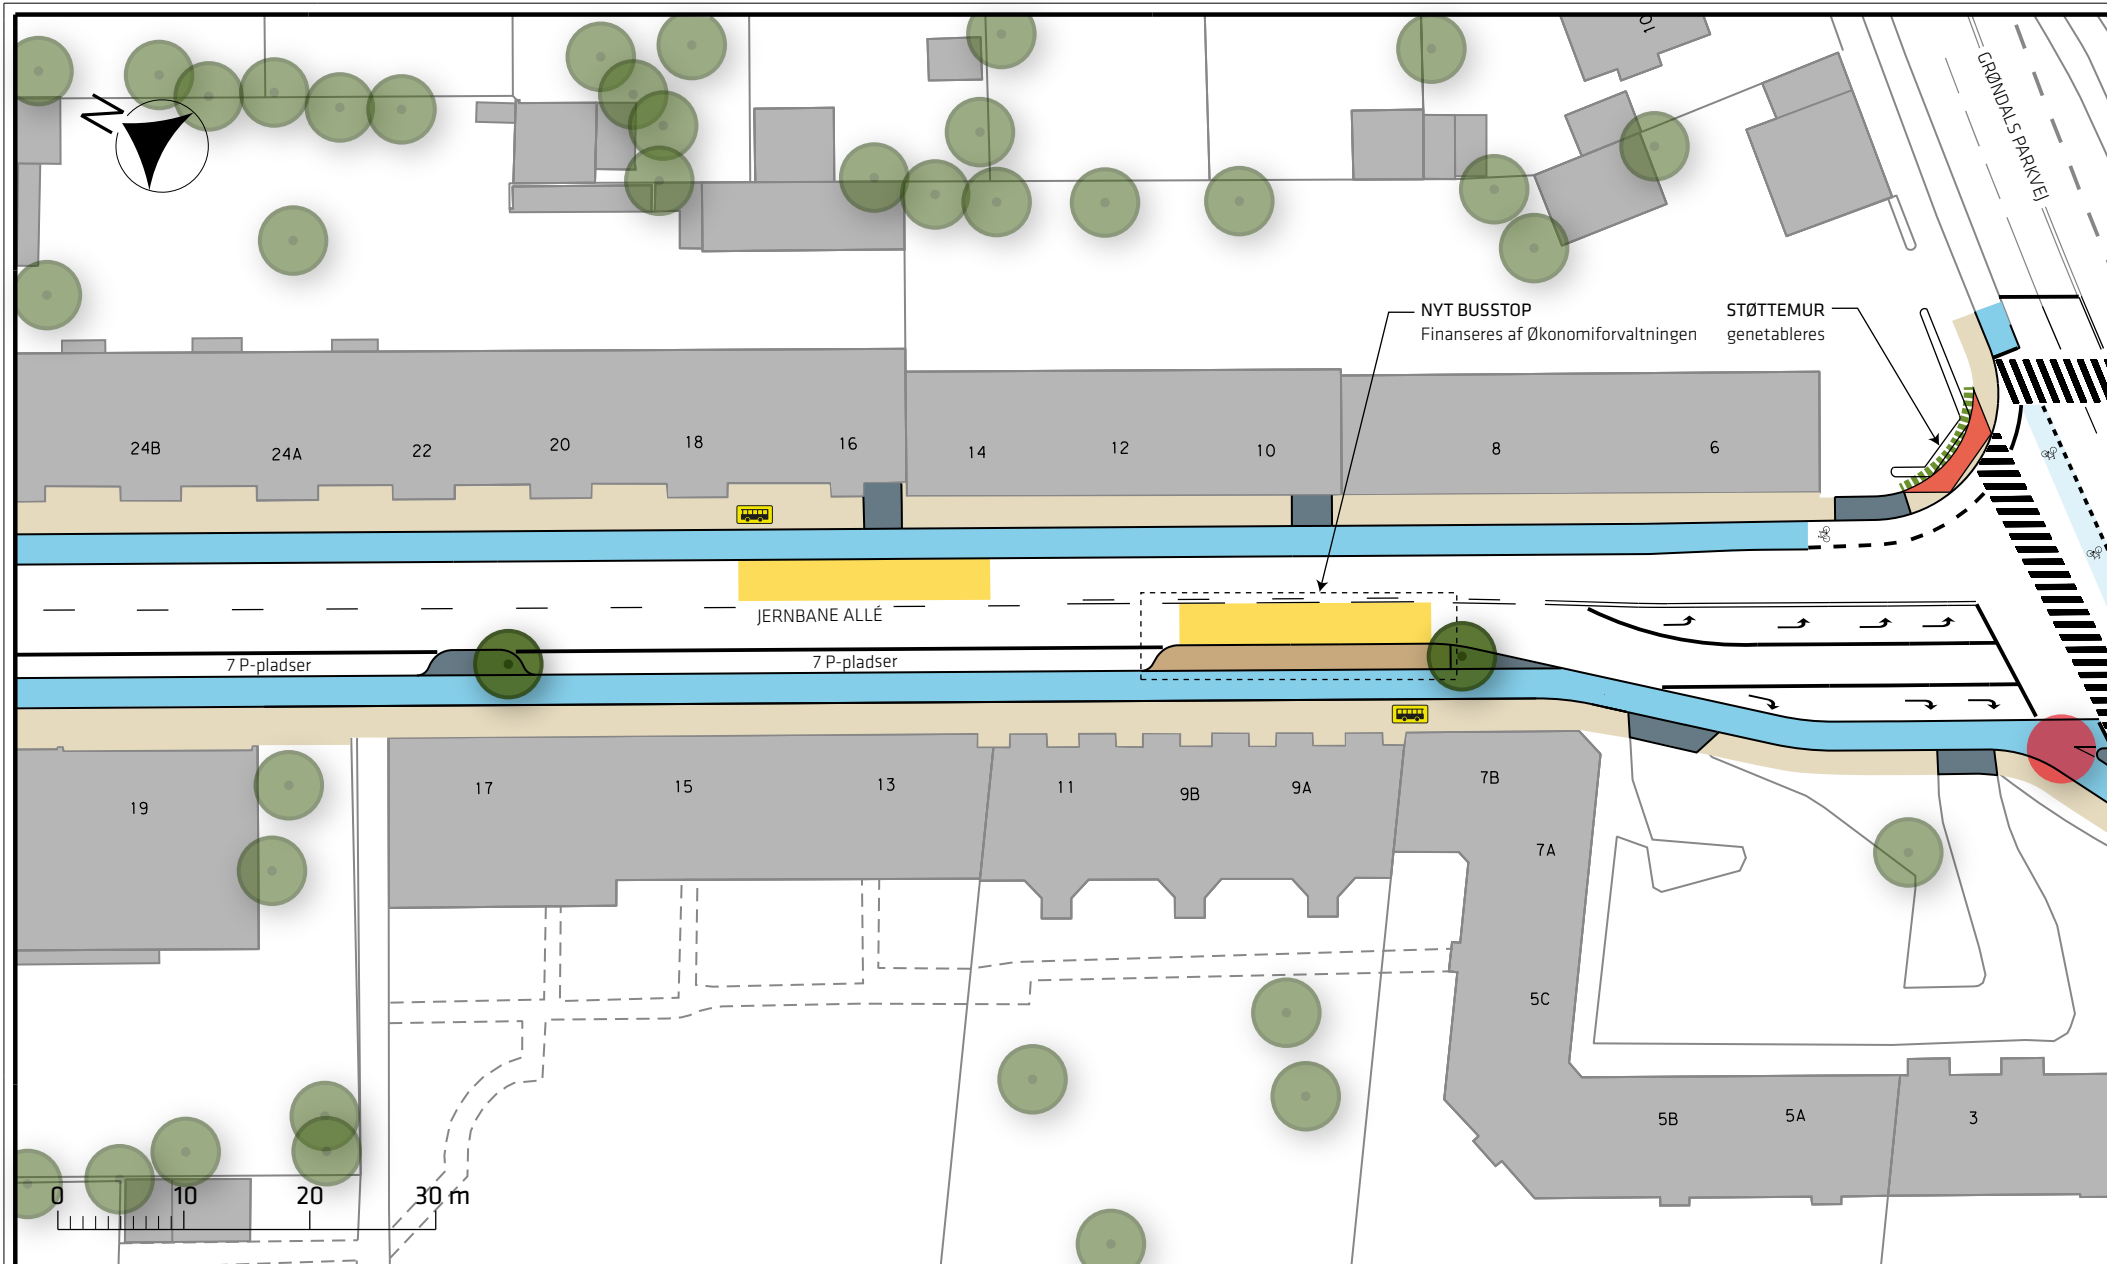 10
GRØNDALS PARKVEJ
N
NYT BUSSTOP
Finanseres af Økonomiforvaltningen
STØTTEMUR
genetableres
24B
24A
22
20
18
16
14
12
10
8
6
JERNBANE ALLÉ
7 P-pladser
7 P-pladser
19
17
15
13
11
9B
9A
7B
7A
5C
5B
5A
3
0
10
20
30 m